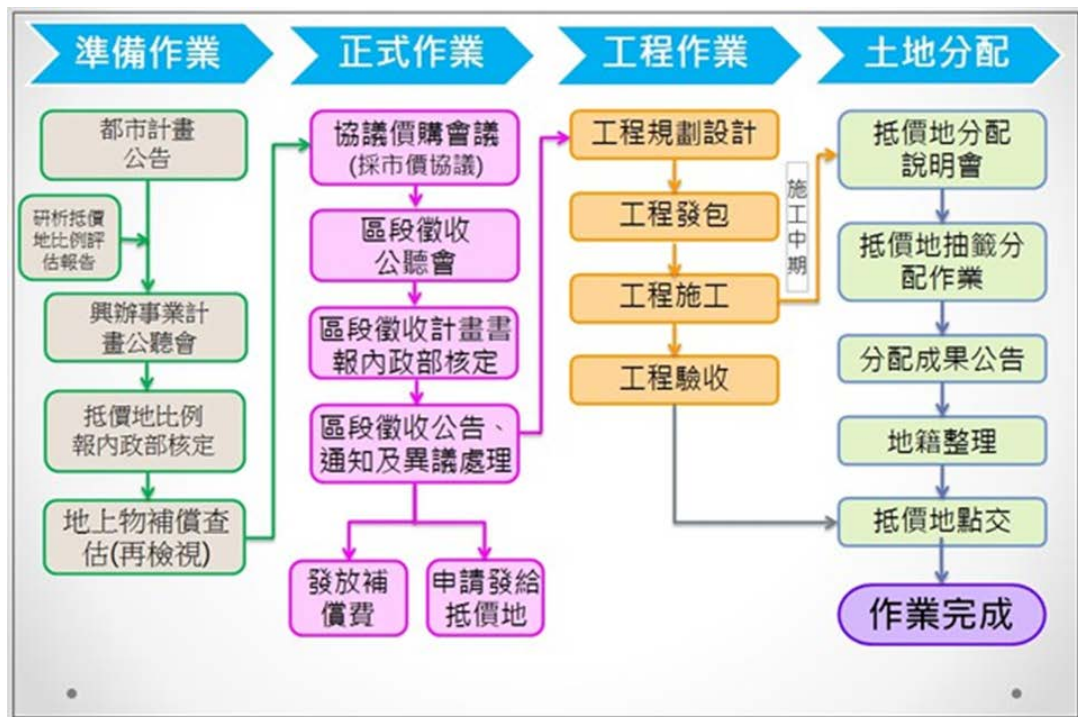 準備作業
正式作業
工程作業
土地分配
都市計畫
公告
研析抵價
地比例評
估報告
興辦事業計
畫公聽會
抵價地比例
報內政部核定
地上物補償查
估(再檢視)
協議價購會議
(採市價協議)
區段徵收
公聽會
區段徵收計畫書
報內政部核定
區段徵收公告、
通知及異議處理
發放補
償費
申請發給
抵價地
工程規劃設計
工程發包
工程施工
工程驗收
施工中期
抵價地分配
說明會
抵價地抽籤分
配作業
分配成果公告
地籍整理
抵價地點交
作業完成